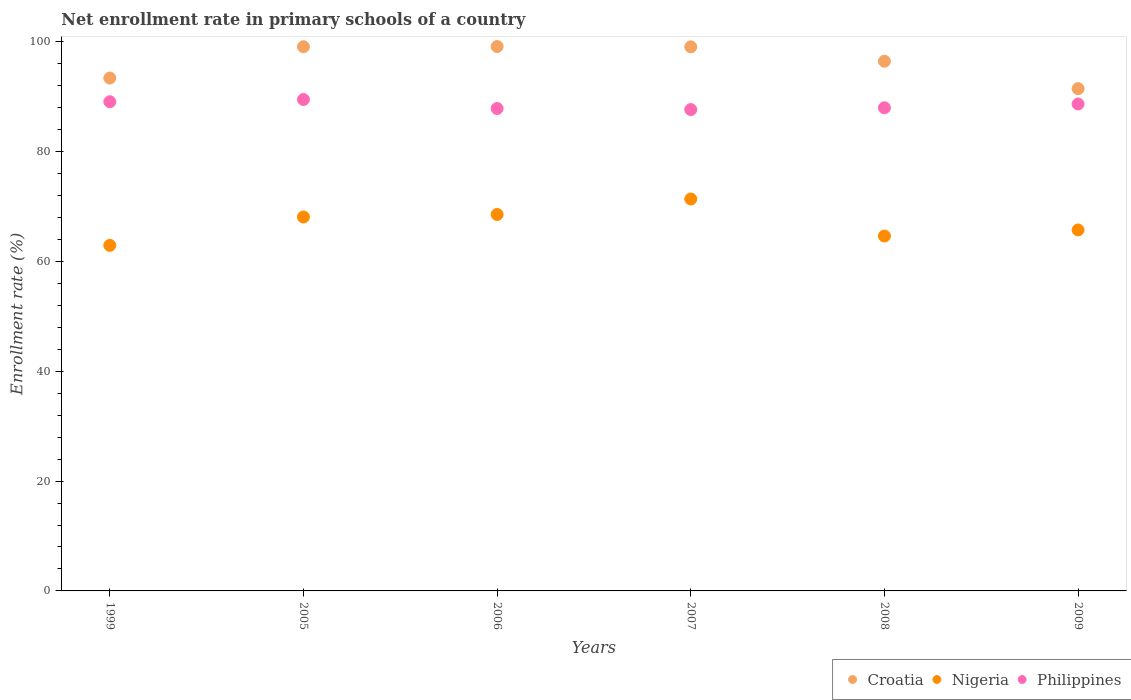 Net enrollment rate in primary schools of a country
Enrollment rate (%)
100
80
60
40
20
0
1999
2005
2006
2007
2008
2009
Years
Croatia
Nigeria
Philippines